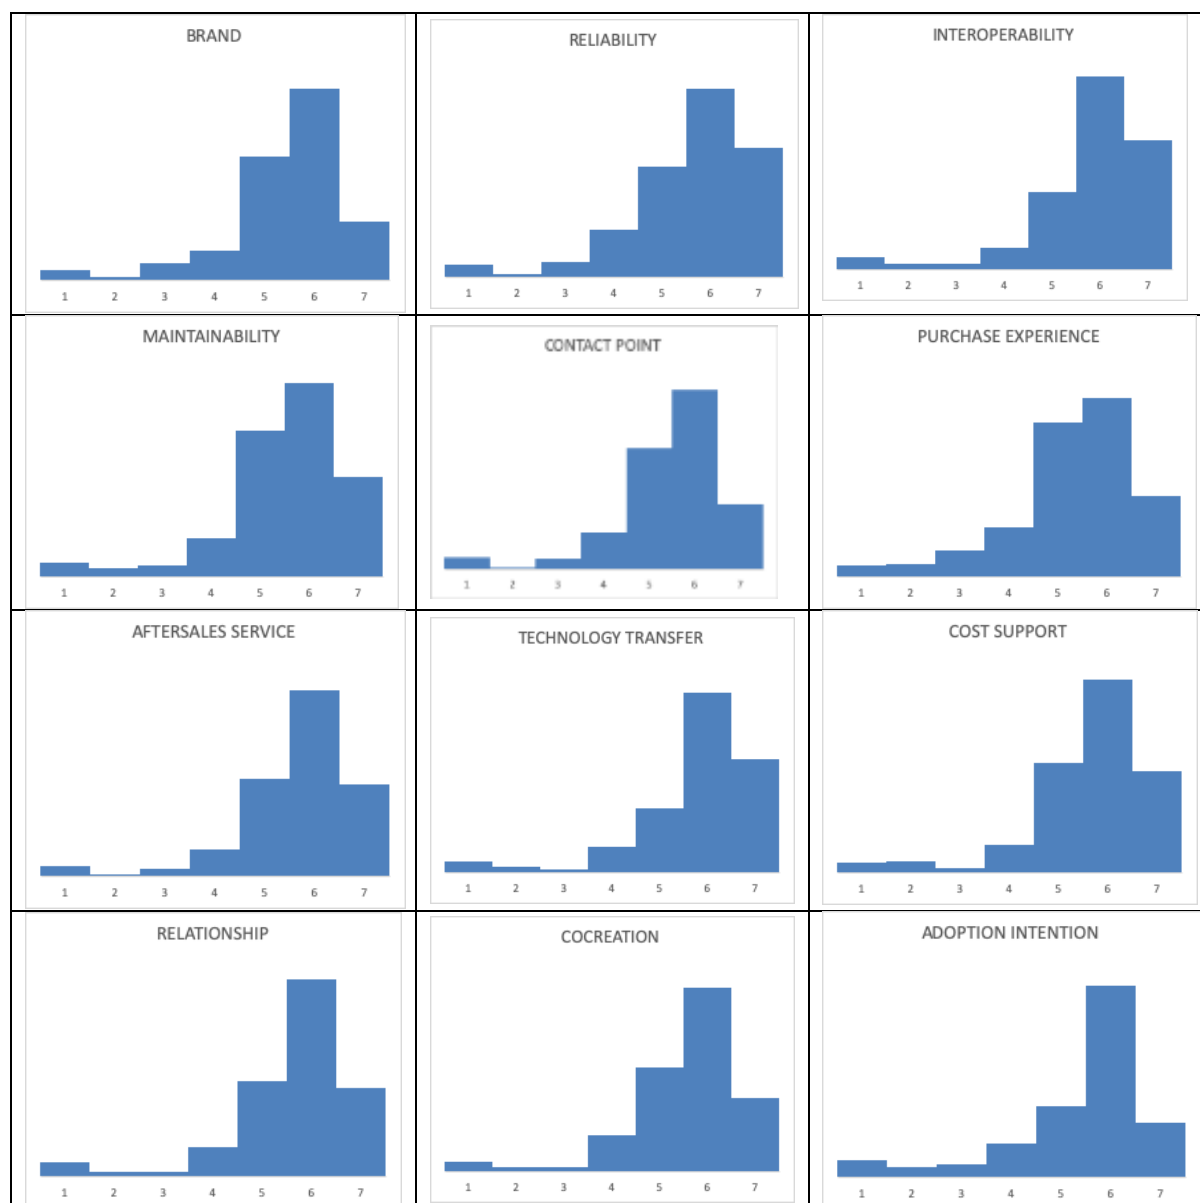 BRAND
1 2 3 4 5 6 7
RELIABILITY
1 2 3 4 5 6 7
INTEROPERABILITY
1 2 3 4 5 6 7
MAINTAINABILITY
1 2 3 4 5 6 7
CONTACT POINT
1 2 3 4 5 6 7
PURCHASE EXPERIENCE
1 2 3 4 5 6 7
AFTERSALES SERVICE
1 2 3 4 5 6 7
TECHNOLOGY TRANSFER
1 2 3 4 5 6 7
COST SUPPORT
1 2 3 4 5 6 7
RELATIONSHIP
1 2 3 4 5 6 7
COCREATION
1 2 3 4 5 6 7
ADOPTION INTENTION
1 2 3 4 5 6 7